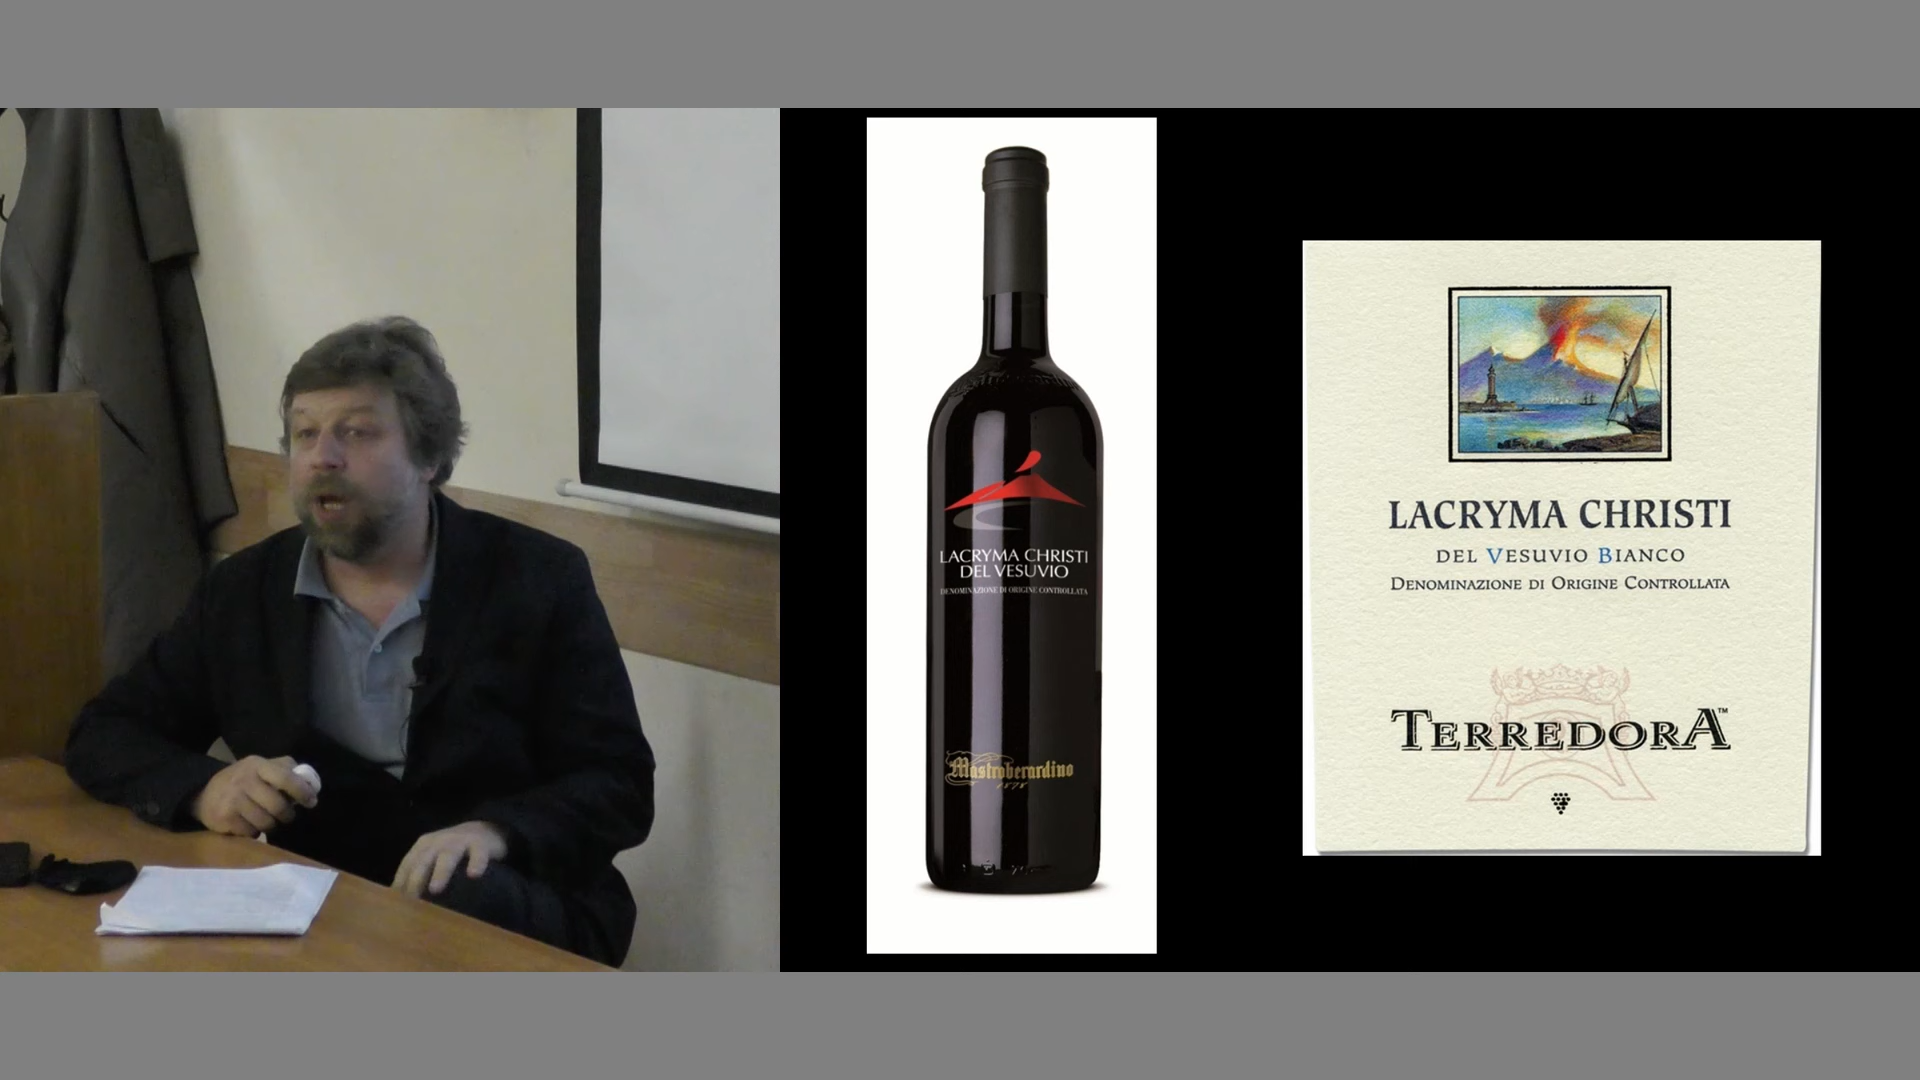 LACRYMA CHRISTI
DEL VESUVIO
DENOMINAZIONE DI ORIGINE CONTROLLATA
Mastroberardino
1878
LACRYMA CHRISTI
DEL VESUVIO BIANCO
DENOMINAZIONE DI ORIGINE CONTROLLATA
TERREDORA™